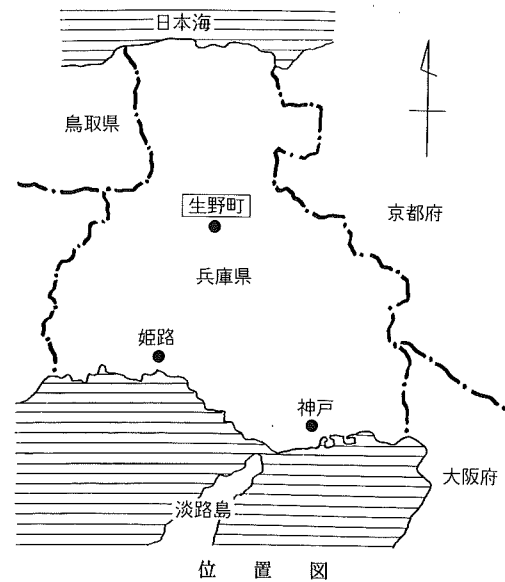 日本海
鳥取県
生野町
京都府
兵庫県
姫路
神戸
大阪府
淡路島
位置図